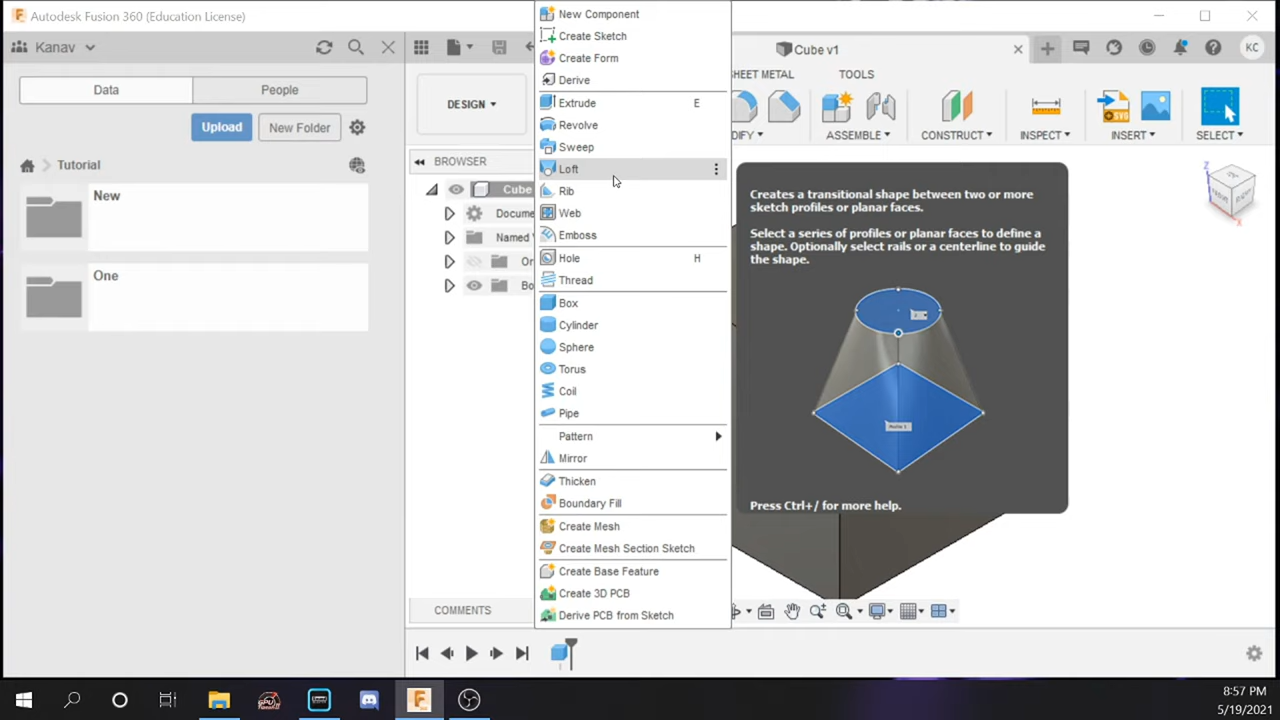 Autodesk Fusion 360 (Education License)
Kanav
Data
People
Upload
New Folder
Tutorial
New
One
Cube v1
KC
DESIGN
SHEET METAL
TOOLS
DIFY
ASSEMBLE
CONSTRUCT
INSPECT
INSERT
SELECT
BROWSER
Cube
Docume
Named V
Or
Bo
New Component
Create Sketch
Create Form
Derive
Extrude E
Revolve
Sweep
Loft
Rib
Web
Emboss
Hole H
Thread
Box
Cylinder
Sphere
Torus
Coil
Pipe
Pattern
Mirror
Thicken
Boundary Fill
Create Mesh
Create Mesh Section Sketch
Create Base Feature
Create 3D PCB
Derive PCB from Sketch
Creates a transitional shape between two or more
sketch profiles or planar faces.
Select a series of profiles or planar faces to define a
shape. Optionally select rails or a centerline to guide
the shape.
Press Ctrl+/ for more help.
COMMENTS
8:57 PM
5/19/2021